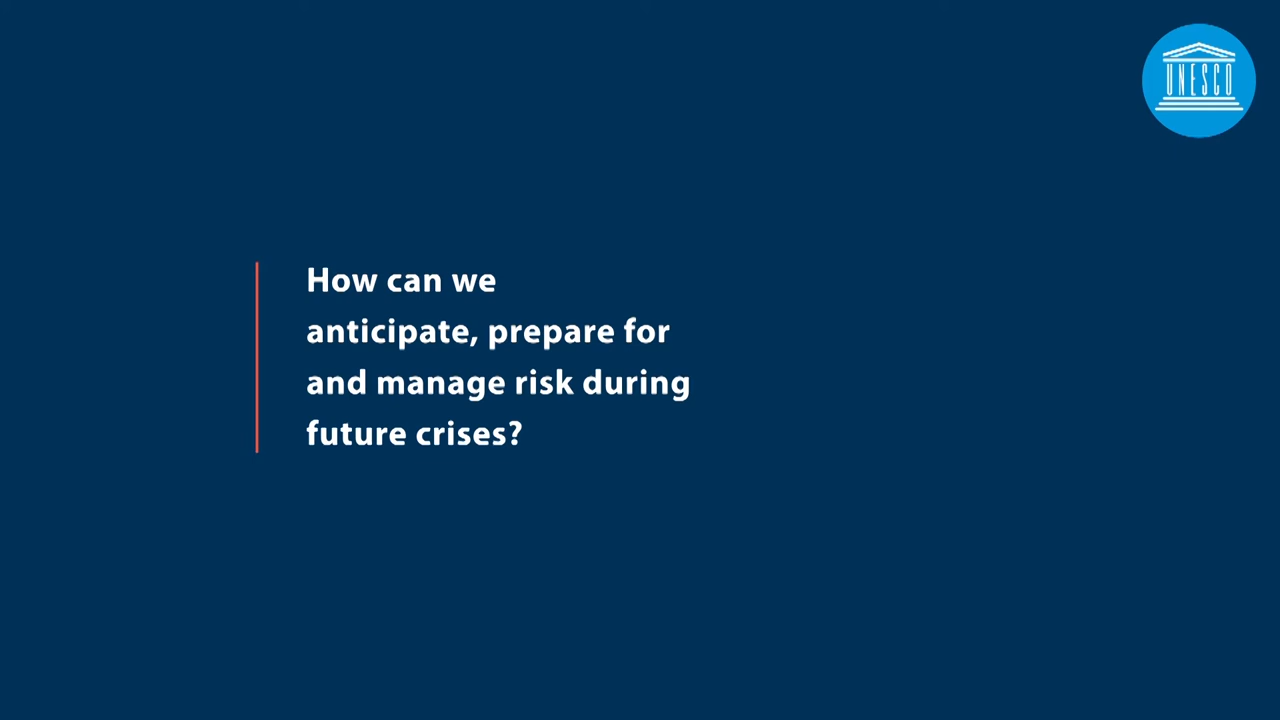 UNESCO
How can we
anticipate, prepare for
and manage risk during
future crises?